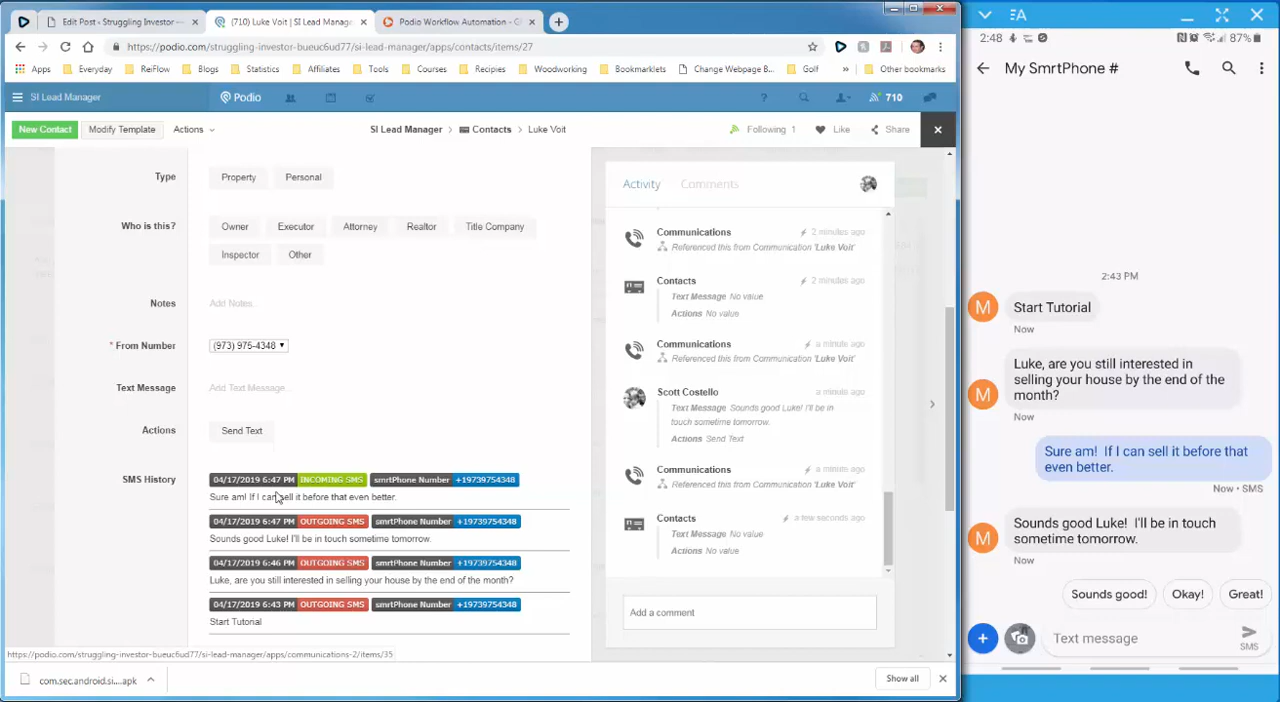 Edit Post ‹ Struggling Investor —
(710) Luke Voit | SI Lead Manag
Podio Workflow Automation - Gl
https://podio.com/struggling-investor-bueuc6ud77/si-lead-manager/apps/contacts/items/27
Apps Everyday ReiFlow Blogs Statistics Affiliates Tools Courses Recipies Woodworking Bookmarklets Change Webpage B... Golf » Other bookmarks
SI Lead Manager
Podio
? 710
New Contact Modify Template Actions
SI Lead Manager > Contacts > Luke Voit
Following 1 Like Share
Type Property Personal
Who is this? Owner Executor Attorney Realtor Title Company
Inspector Other
Notes Add Notes...
* From Number (973) 975-4348
Text Message Add Text Message...
Actions Send Text
SMS History
04/17/2019 6:47 PM INCOMING SMS smrtPhone Number +19739754348
Sure am! If I can sell it before that even better.
04/17/2019 6:47 PM OUTGOING SMS smrtPhone Number +19739754348
Sounds good Luke! I'll be in touch sometime tomorrow.
04/17/2019 6:46 PM OUTGOING SMS smrtPhone Number +19739754348
Luke, are you still interested in selling your house by the end of the month?
04/17/2019 6:43 PM OUTGOING SMS smrtPhone Number +19739754348
Start Tutorial
Activity Comments
Communications 2 minutes ago
Referenced this from Communication 'Luke Voit'
Contacts 2 minutes ago
Text Message No value
Actions No value
Communications a minute ago
Referenced this from Communication 'Luke Voit'
Scott Costello a minute ago
Text Message Sounds good Luke! I'll be in
touch sometime tomorrow.
Actions Send Text
Communications a minute ago
Referenced this from Communication 'Luke Voit'
Contacts a few seconds ago
Text Message No value
Actions No value
Add a comment
https://podio.com/struggling-investor-bueuc6ud77/si-lead-manager/apps/communications-2/items/35
com.sec.android.si....apk
Show all
A
2:48 87%
My SmrtPhone #
2:43 PM
M
Start Tutorial
Now
Luke, are you still interested in
selling your house by the end of the
month?
M
Now
Sure am! If I can sell it before that
even better.
Now • SMS
Sounds good Luke! I'll be in touch
sometime tomorrow.
M
Now
Sounds good! Okay! Great!
Text message
SMS